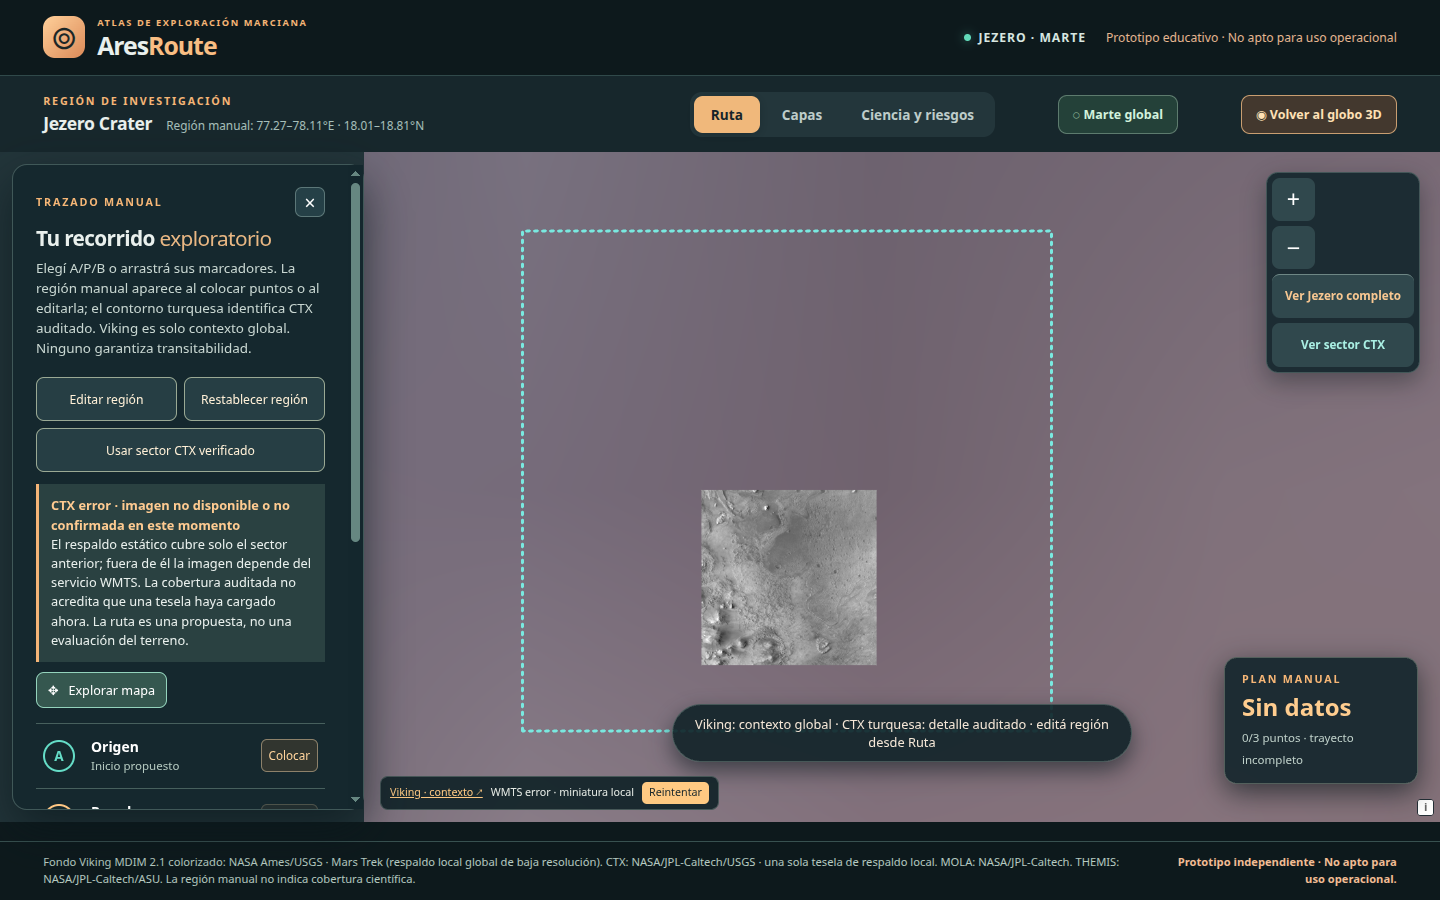 ATLAS DE EXPLORACIÓN MARCIANA
AresRoute
JEZERO · MARTE
Prototipo educativo · No apto para uso operacional
REGIÓN DE INVESTIGACIÓN
Jezero Crater
Región manual: 77.27–78.11°E · 18.01–18.81°N
Ruta
Capas
Ciencia y riesgos
Marte global
Volver al globo 3D
TRAZADO MANUAL
×
Tu recorrido exploratorio
Elegí A/P/B o arrastrá sus marcadores. La
región manual aparece al colocar puntos o al
editarla; el contorno turquesa identifica CTX
auditado. Viking es solo contexto global.
Ninguno garantiza transitabilidad.
Editar región
Restablecer región
Usar sector CTX verificado
CTX error · imagen no disponible o no
confirmada en este momento
El respaldo estático cubre solo el sector
anterior; fuera de él la imagen depende del
servicio WMTS. La cobertura auditada no
acredita que una tesela haya cargado
ahora. La ruta es una propuesta, no una
evaluación del terreno.
Explorar mapa
A
Origen
Inicio propuesto
Colocar
+
−
Ver Jezero completo
Ver sector CTX
Viking: contexto global · CTX turquesa: detalle auditado · editá región
desde Ruta
Viking · contexto ↗
WMTS error · miniatura local
Reintentar
PLAN MANUAL
Sin datos
0/3 puntos · trayecto
incompleto
i
Fondo Viking MDIM 2.1 colorizado: NASA Ames/USGS · Mars Trek (respaldo local global de baja resolución). CTX: NASA/JPL-Caltech/USGS · una sola tesela de respaldo local. MOLA: NASA/JPL-Caltech. THEMIS:
NASA/JPL-Caltech/ASU. La región manual no indica cobertura científica.
Prototipo independiente · No apto para
uso operacional.